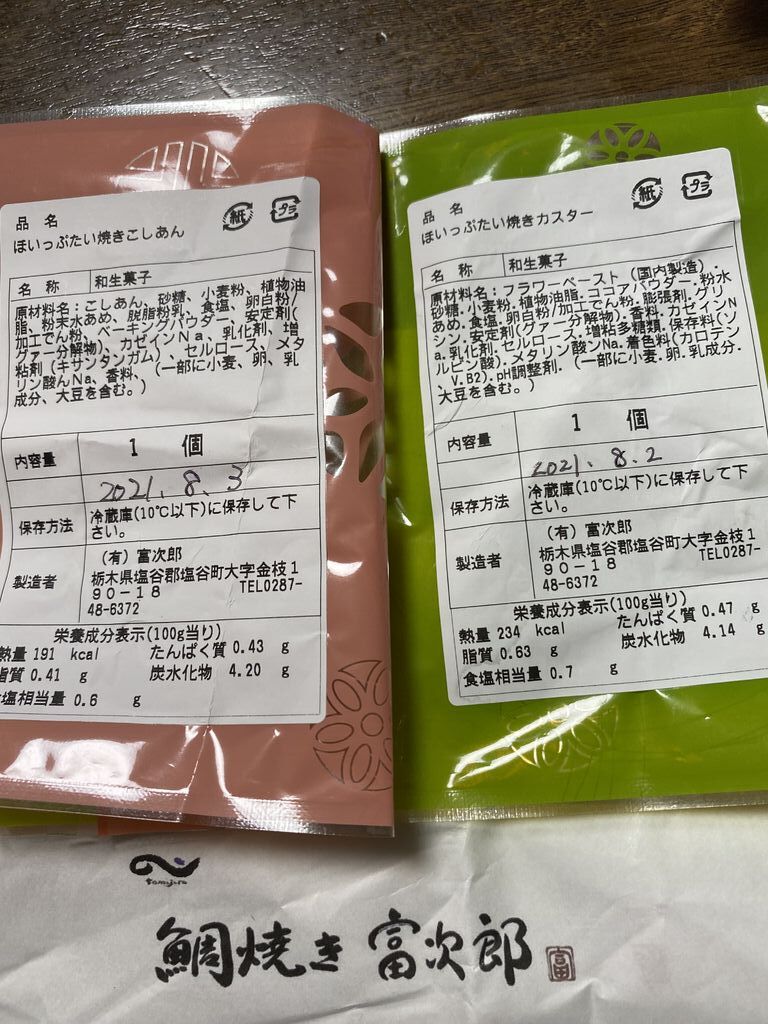 品 名
ほいっぷたい焼きこしあん
紙
プラ
名 称 和生菓子
原材料名：こしあん、砂糖、小麦粉、植物油
脂、粉末水あめ、脱脂粉乳、食塩、卵白粉/
加工でん粉、ベーキングパウダー、安定剤(
グァー分解物)、カゼインNa、乳化剤、増
粘剤(キサンタンガム)、セルロース、メタ
リン酸Na、香料、(一部に小麦、卵、乳
成分、大豆を含む。)
内容量 1 個
2021. 8. 3
保存方法 冷蔵庫(10℃以下)に保存して下
さい。
製造者 (有)富次郎
栃木県塩谷郡塩谷町大字金枝1
90-18 TEL0287-
48-6372
栄養成分表示(100g当り)
熱量 191 kcal たんぱく質 0.43 g
脂質 0.41 g 炭水化物 4.20 g
塩相当量 0.6 g
品 名
ほいっぷたい焼きカスター
紙
プラ
名 称 和生菓子
原材料名：フラワーペースト(国内製造).
砂糖.小麦粉.植物油脂.ココアパウダー.粉水
あめ.食塩.卵白粉/加工でん粉.膨張剤.グリ
シン.安定剤(グァー分解物).香料.カゼインN
a.乳化剤.セルロース.増粘多糖類.保存料(ソ
ルビン酸).メタリン酸Na.着色料(カロテン
、V.B2).pH調整剤.(一部に小麦.卵.乳成分.
大豆を含む。)
内容量 1 個
2021. 8. 2
保存方法 冷蔵庫(10℃以下)に保存して下
さい。
製造者 (有)富次郎
栃木県塩谷郡塩谷町大字金枝1
90-18 TEL0287-
48-6372
栄養成分表示(100g当り)
熱量 234 kcal たんぱく質 0.47 g
脂質 0.63 g 炭水化物 4.14 g
食塩相当量 0.7 g
tomijiro
鯛焼き 富次郎 富